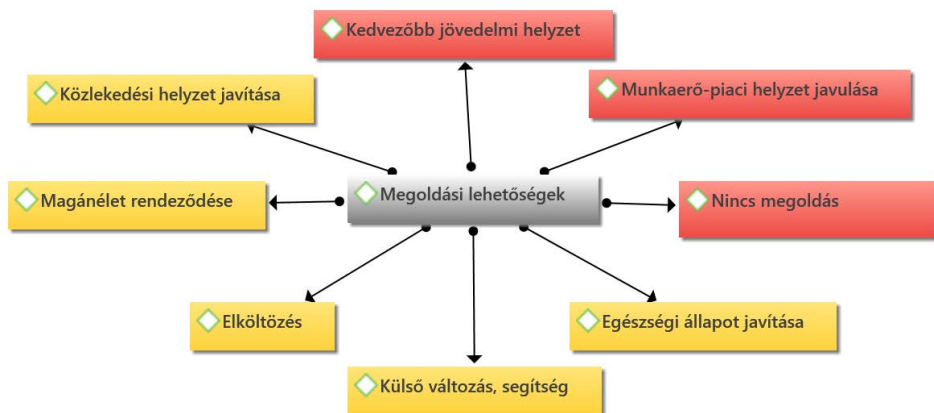 Kedvezőbb jövedelmi helyzet
Közlekedési helyzet javítása
Munkaerő-piaci helyzet javulása
Magánélet rendeződése
Megoldási lehetőségek
Nincs megoldás
Elköltözés
Egészségi állapot javítása
Külső változás, segítség